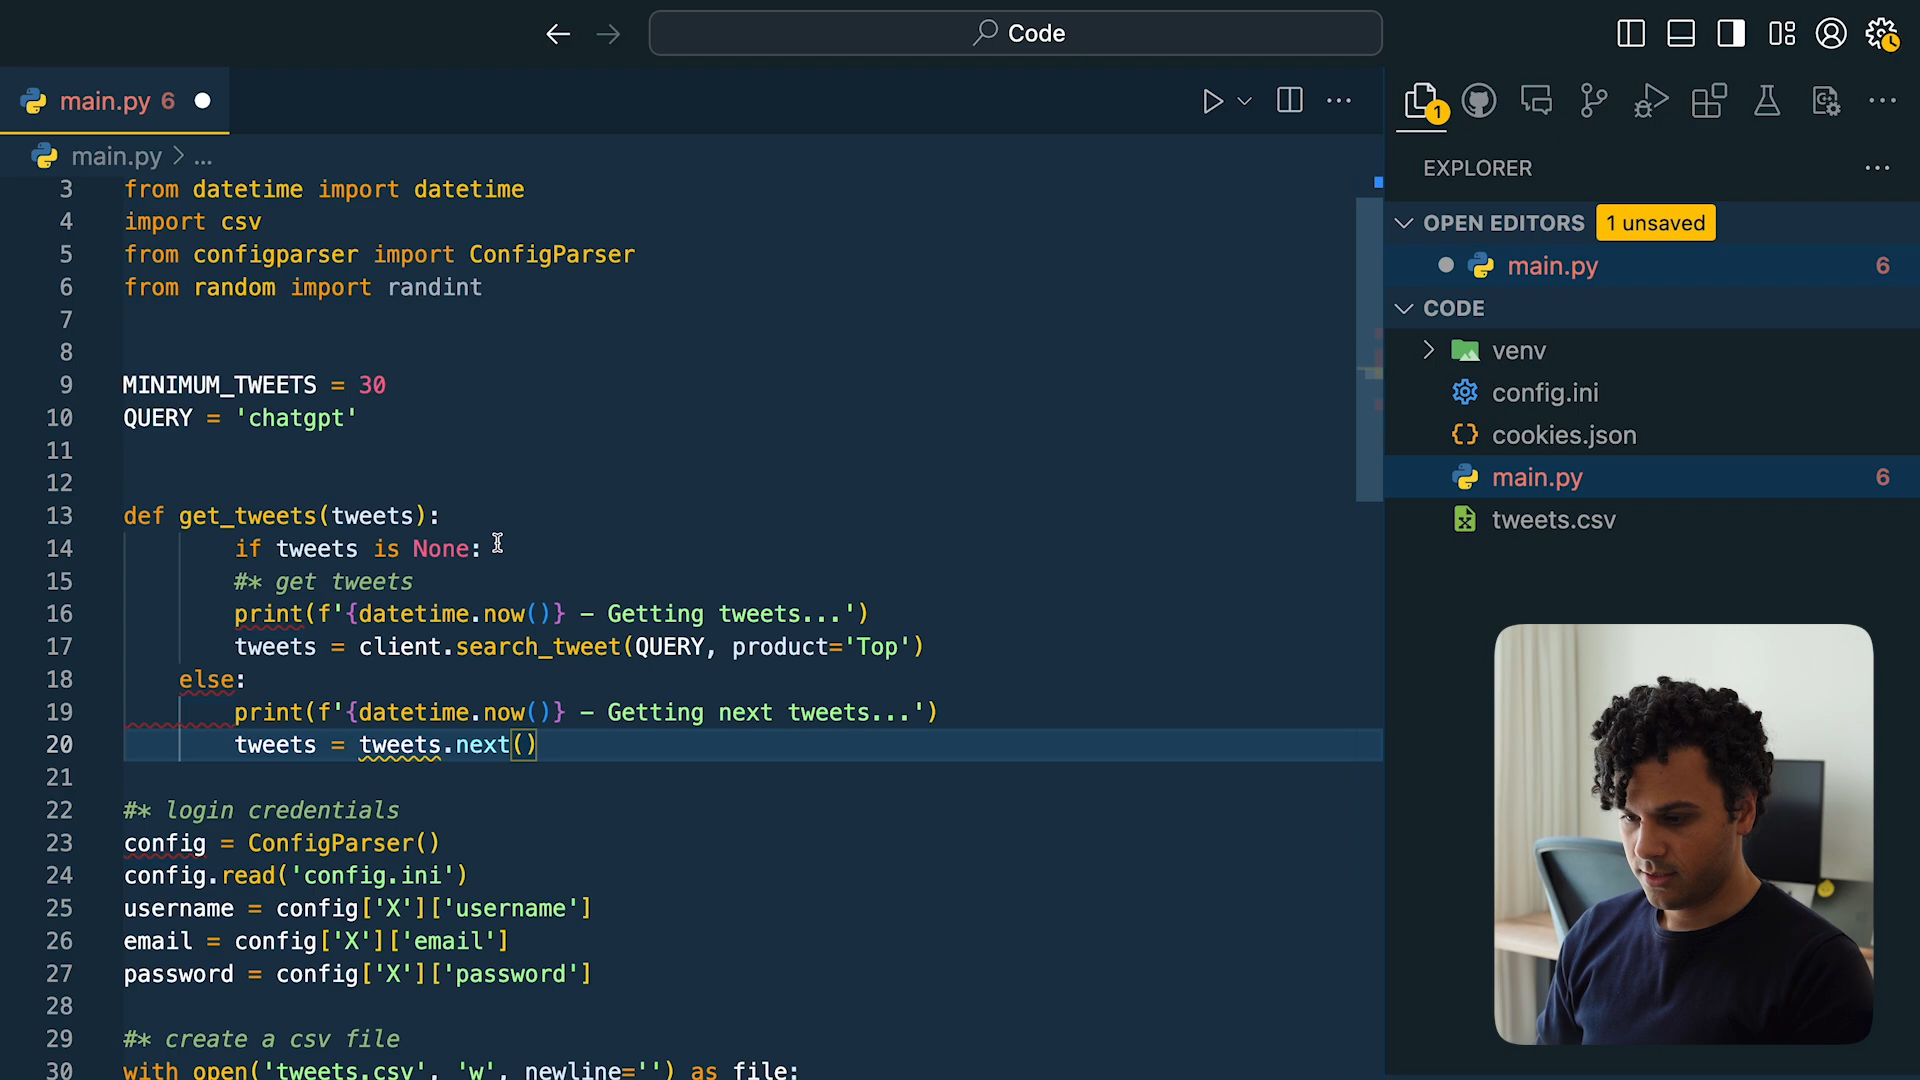 Code
main.py 6
main.py > ...
3 from datetime import datetime
4 import csv
5 from configparser import ConfigParser
6 from random import randint
7
8
9 MINIMUM_TWEETS = 30
10 QUERY = 'chatgpt'
11
12
13 def get_tweets(tweets):
14 if tweets is None:
15 #* get tweets
16 print(f'{datetime.now()} - Getting tweets...')
17 tweets = client.search_tweet(QUERY, product='Top')
18 else:
19 print(f'{datetime.now()} - Getting next tweets...')
20 tweets = tweets.next()
21
22 #* login credentials
23 config = ConfigParser()
24 config.read('config.ini')
25 username = config['X']['username']
26 email = config['X']['email']
27 password = config['X']['password']
28
29 #* create a csv file
30 with open('tweets.csv', 'w', newline='') as file:
1
EXPLORER
OPEN EDITORS 1 unsaved
main.py 6
CODE
venv
config.ini
cookies.json
main.py 6
tweets.csv